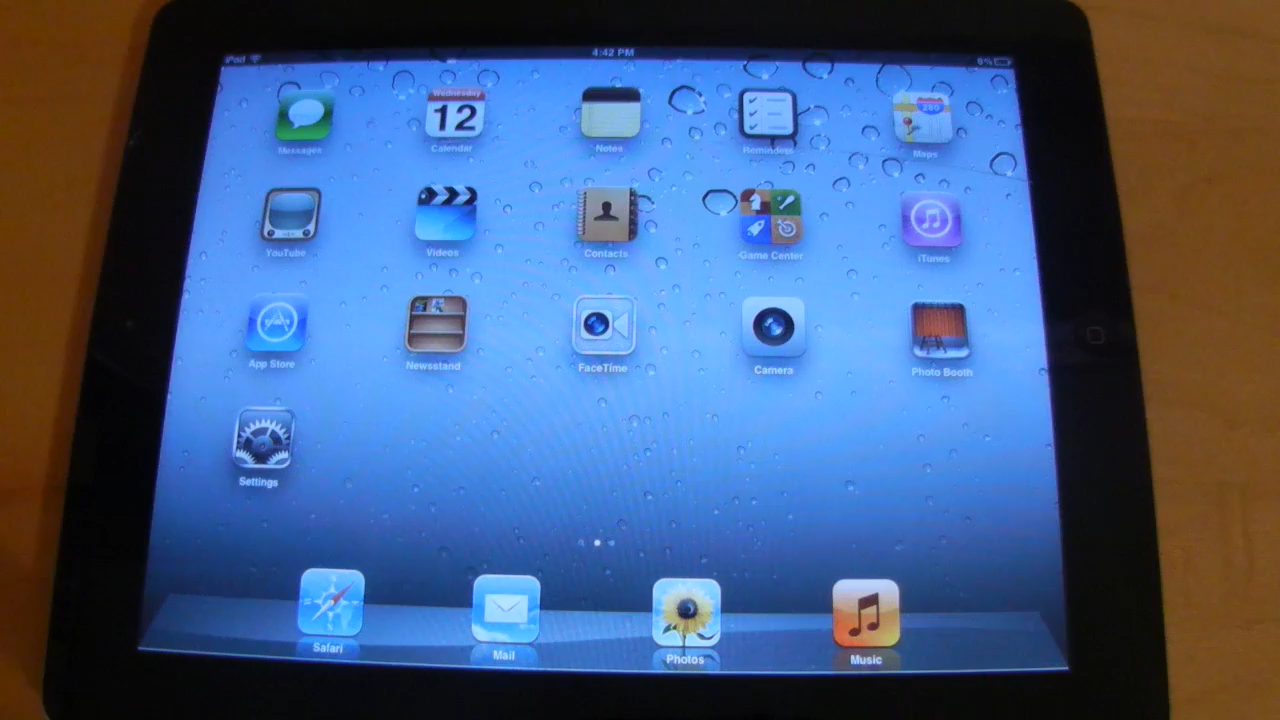 iPad 4:42 PM
Wednesday
12
280
Messages Calendar Notes Reminders Maps
YouTube Videos Contacts Game Center iTunes
App Store Newsstand FaceTime Camera Photo Booth
Settings
Safari Mail Photos Music